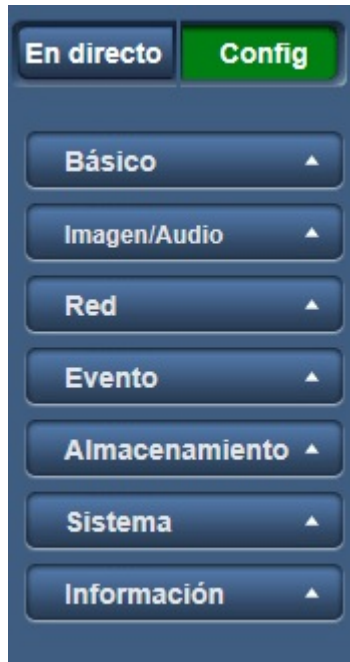 En directo Config
Básico
Imagen/Audio
Red
Evento
Almacenamiento
Sistema
Información